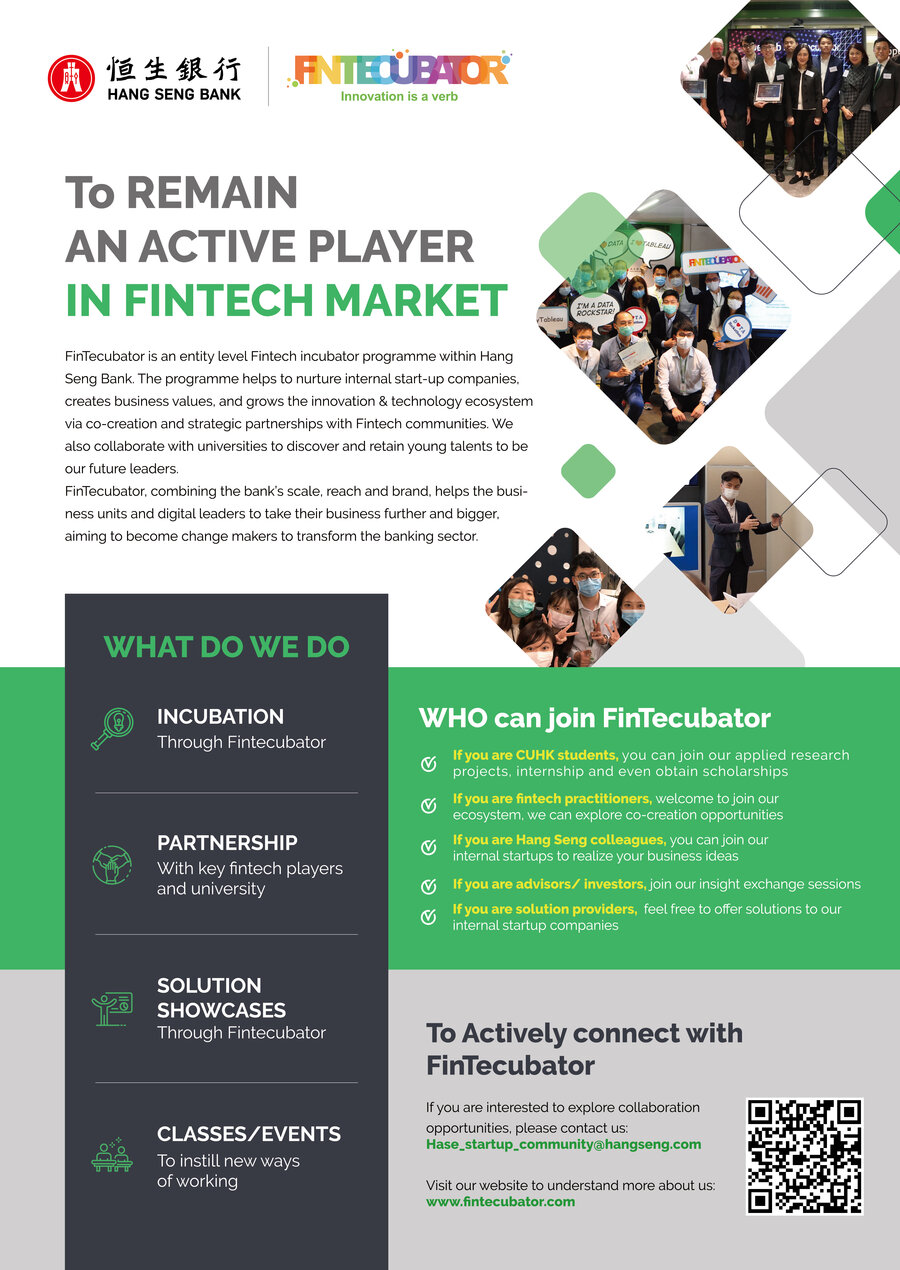 恒生銀行
HANG SENG BANK
FINTECUBATOR
Innovation is a verb
To REMAIN
AN ACTIVE PLAYER
IN FINTECH MARKET
DATA
I TABLEAU
FINTECUBATOR
I'M A DATA
ROCKSTAR!
Tableau
FinTecubator is an entity level Fintech incubator programme within Hang
Seng Bank. The programme helps to nurture internal start-up companies,
creates business values, and grows the innovation & technology ecosystem
via co-creation and strategic partnerships with Fintech communities. We
also collaborate with universities to discover and retain young talents to be
our future leaders.
FinTecubator, combining the bank's scale, reach and brand, helps the busi-
ness units and digital leaders to take their business further and bigger,
aiming to become change makers to transform the banking sector.
WHAT DO WE DO
INCUBATION
Through Fintecubator
PARTNERSHIP
With key fintech players
and university
SOLUTION
SHOWCASES
Through Fintecubator
CLASSES/EVENTS
To instill new ways
of working
WHO can join FinTecubator
If you are CUHK students, you can join our applied research
projects, internship and even obtain scholarships
If you are fintech practitioners, welcome to join our
ecosystem, we can explore co-creation opportunities
If you are Hang Seng colleagues, you can join our
internal startups to realize your business ideas
If you are advisors/ investors, join our insight exchange sessions
If you are solution providers, feel free to offer solutions to our
internal startup companies
To Actively connect with
FinTecubator
If you are interested to explore collaboration
opportunities, please contact us:
Hase_startup_community@hangseng.com
Visit our website to understand more about us:
www.fintecubator.com